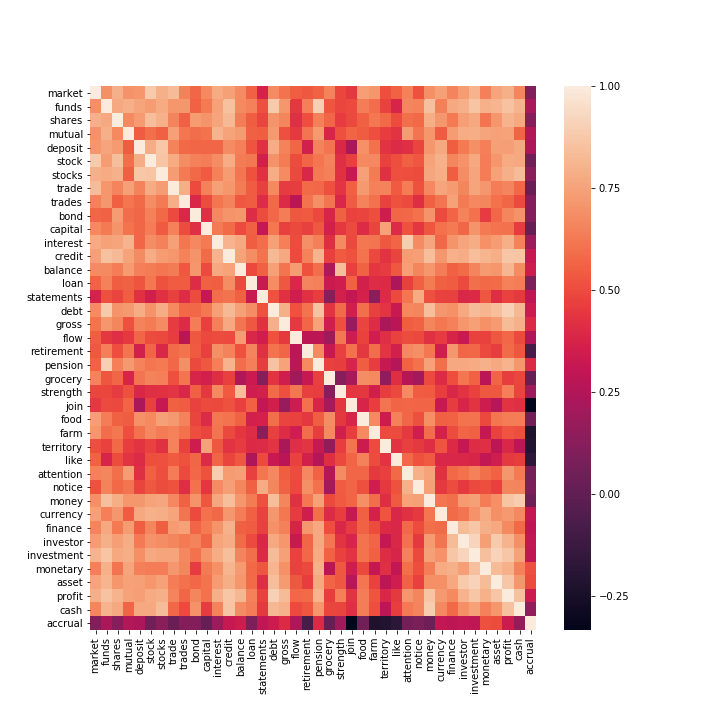 market
funds
shares
mutual
deposit
stock
stocks
trade
trades
bond
capital
interest
credit
balance
loan
statements
debt
gross
flow
retirement
pension
grocery
strength
join
food
farm
territory
like
attention
notice
money
currency
finance
investor
investment
monetary
asset
profit
cash
accrual
market
funds
shares
mutual
deposit
stock
stocks
trade
trades
bond
capital
interest
credit
balance
loan
statements
debt
gross
flow
retirement
pension
grocery
strength
join
food
farm
territory
like
attention
notice
money
currency
finance
investor
investment
monetary
asset
profit
cash
accrual
1.00
0.75
0.50
0.25
0.00
−0.25